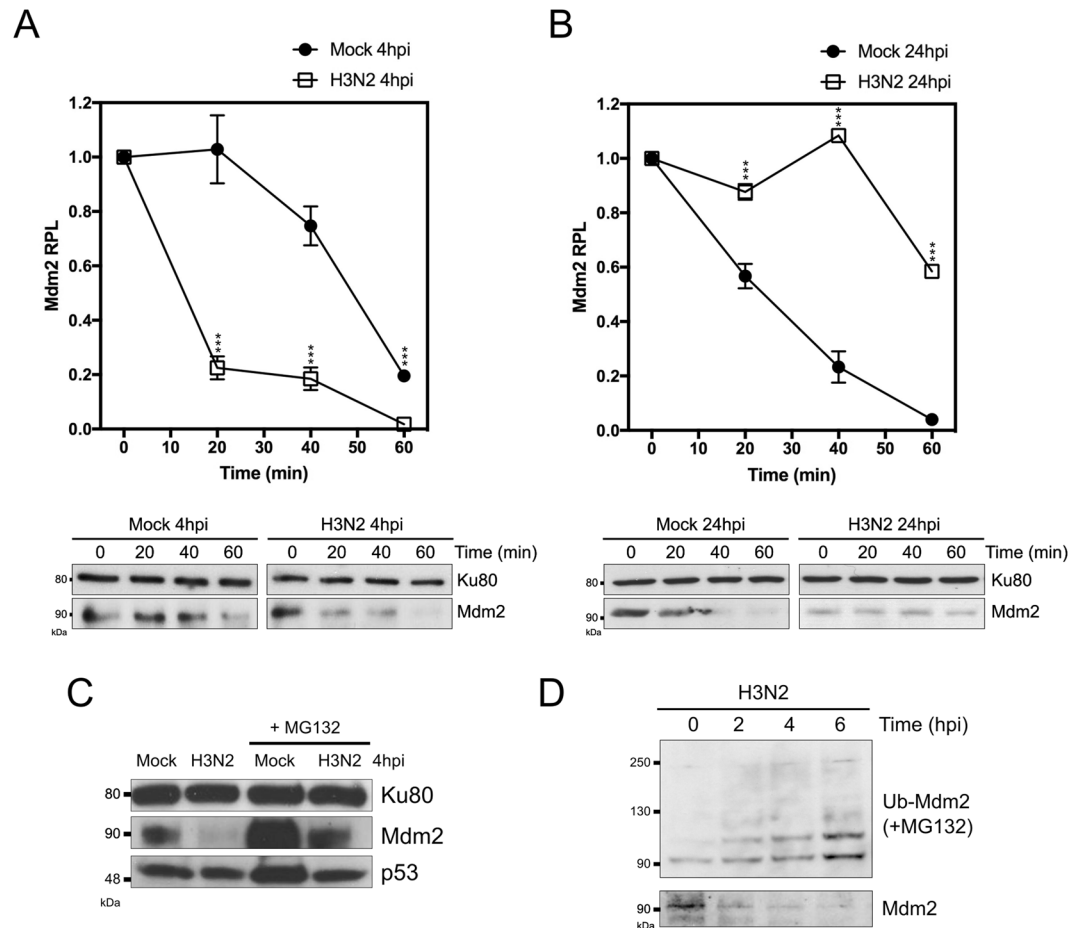 A
Mock 4hpi
H3N2 4hpi
Mdm2 RPL
1.2
1.0
0.8
0.6
0.4
0.2
0.0
***
***
***
0 10 20 30 40 50 60
Time (min)
Mock 4hpi H3N2 4hpi
0 20 40 60 0 20 40 60 Time (min)
80 Ku80
90 Mdm2
kDa
B
Mock 24hpi
H3N2 24hpi
Mdm2 RPL
1.2
1.0
0.8
0.6
0.4
0.2
0.0
***
***
***
0 10 20 30 40 50 60
Time (min)
Mock 24hpi H3N2 24hpi
0 20 40 60 0 20 40 60 Time (min)
80 Ku80
90 Mdm2
kDa
C
+ MG132
Mock H3N2 Mock H3N2 4hpi
80 Ku80
90 Mdm2
48 p53
kDa
D
H3N2
0 2 4 6 Time (hpi)
250
130
90
Ub-Mdm2
(+MG132)
90 Mdm2
kDa